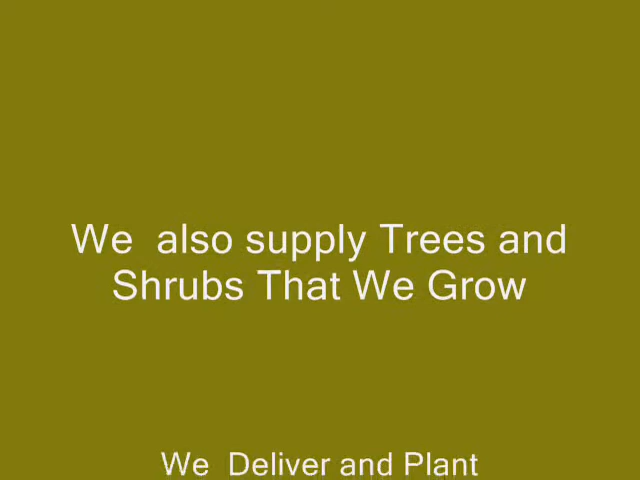 We  also supply Trees and
Shrubs That We Grow
We  Deliver and Plant